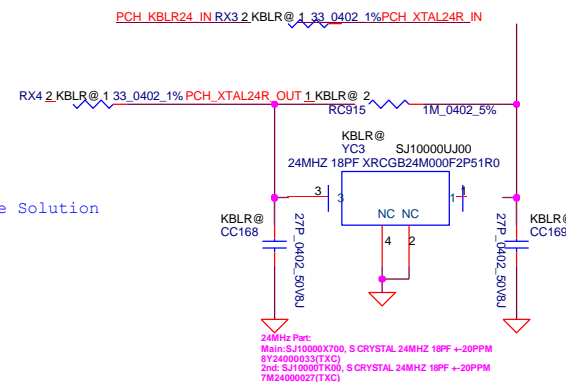 PCH_KBLR24_IN RX3 2 KBLR@ 1 33_0402_1% PCH_XTAL24R_IN
RX4 2 KBLR@ 1 33_0402_1% PCH_XTAL24R_OUT 1 KBLR@ 2
RC915 1M_0402_5%
KBLR@
YC3 SJ10000UJ00
24MHZ 18PF XRCGB24M000F2P51R0
3 3 1 1
e Solution
NC NC
4 2
KBLR@
CC168
27P_0402_50V8J
27P_0402_50V8J
KBLR@
CC169
24MHz Part:
Main:SJ10000X700, S CRYSTAL 24MHZ 18PF +-20PPM
8Y24000033(TXC)
2nd: SJ10000TK00, S CRYSTAL 24MHZ 18PF +-20PPM
7M24000027(TXC)